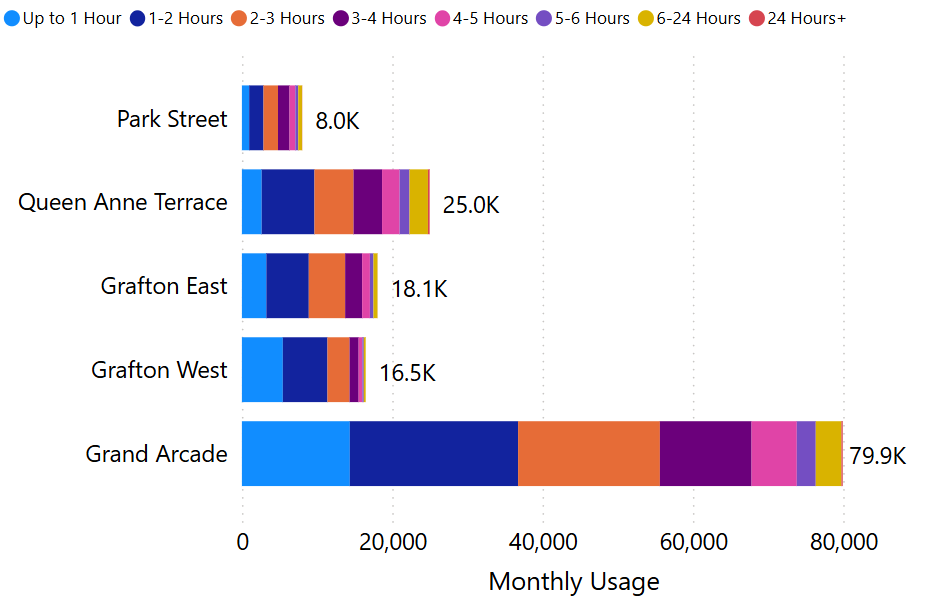 Up to 1 Hour 1-2 Hours 2-3 Hours 3-4 Hours 4-5 Hours 5-6 Hours 6-24 Hours 24 Hours+
Park Street 8.0K
Queen Anne Terrace 25.0K
Grafton East 18.1K
Grafton West 16.5K
Grand Arcade 79.9K
0 20,000 40,000 60,000 80,000
Monthly Usage